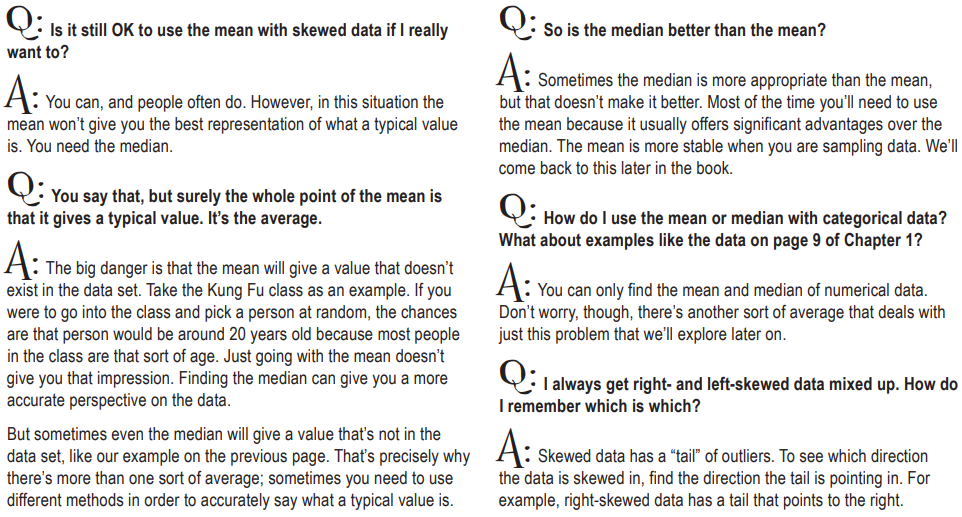 Q: Is it still OK to use the mean with skewed data if I really
want to?
A: You can, and people often do. However, in this situation the
mean won’t give you the best representation of what a typical value
is. You need the median.
Q: You say that, but surely the whole point of the mean is
that it gives a typical value. It’s the average.
A: The big danger is that the mean will give a value that doesn’t
exist in the data set. Take the Kung Fu class as an example. If you
were to go into the class and pick a person at random, the chances
are that person would be around 20 years old because most people
in the class are that sort of age. Just going with the mean doesn’t
give you that impression. Finding the median can give you a more
accurate perspective on the data.
But sometimes even the median will give a value that’s not in the
data set, like our example on the previous page. That’s precisely why
there’s more than one sort of average; sometimes you need to use
different methods in order to accurately say what a typical value is.
Q: So is the median better than the mean?
A: Sometimes the median is more appropriate than the mean,
but that doesn’t make it better. Most of the time you’ll need to use
the mean because it usually offers significant advantages over the
median. The mean is more stable when you are sampling data. We’ll
come back to this later in the book.
Q: How do I use the mean or median with categorical data?
What about examples like the data on page 9 of Chapter 1?
A: You can only find the mean and median of numerical data.
Don’t worry, though, there’s another sort of average that deals with
just this problem that we’ll explore later on.
Q: I always get right- and left-skewed data mixed up. How do
I remember which is which?
A: Skewed data has a “tail” of outliers. To see which direction
the data is skewed in, find the direction the tail is pointing in. For
example, right-skewed data has a tail that points to the right.